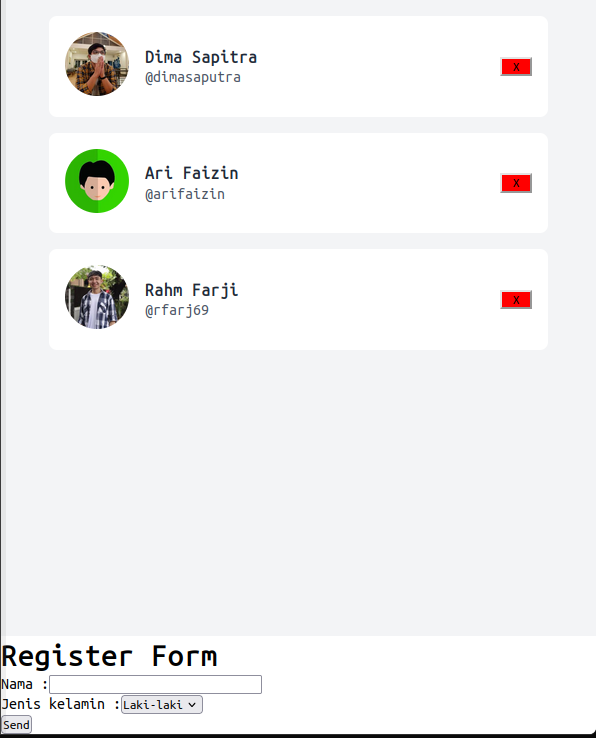 Dima Sapitra
@dimasaputra
X
Ari Faizin
@arifaizin
X
Rahm Farji
@rfarj69
X
Register Form
Nama :
Jenis kelamin :Laki-laki
Send